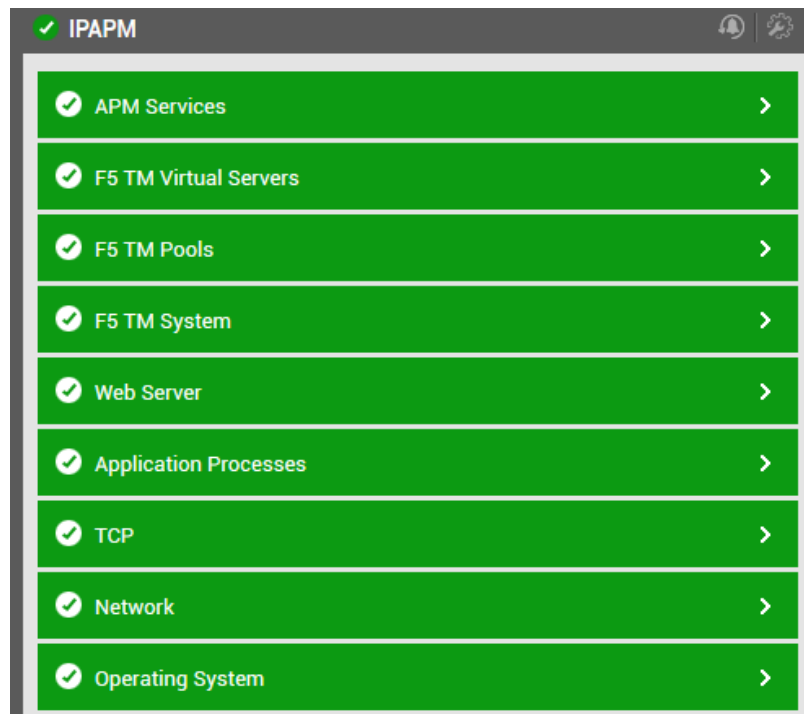 IPAPM
APM Services
F5 TM Virtual Servers
F5 TM Pools
F5 TM System
Web Server
Application Processes
TCP
Network
Operating System